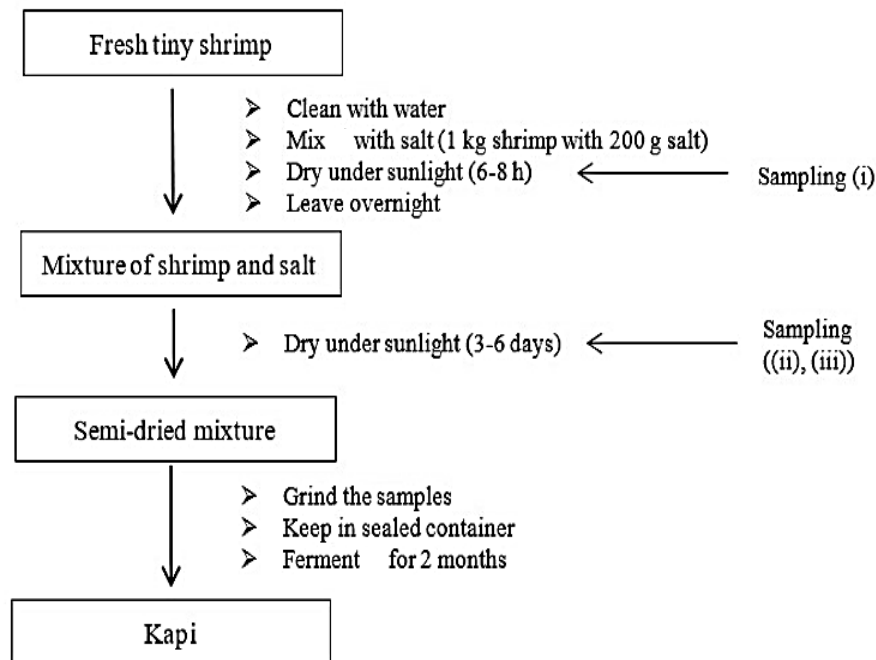 Fresh tiny shrimp
➢ Clean with water
➢ Mix with salt (1 kg shrimp with 200 g salt)
➢ Dry under sunlight (6-8 h)
Sampling (i)
➢ Leave overnight
Mixture of shrimp and salt
➢ Dry under sunlight (3-6 days)
Sampling
((ii), (iii))
Semi-dried mixture
➢ Grind the samples
➢ Keep in sealed container
➢ Ferment for 2 months
Kapi